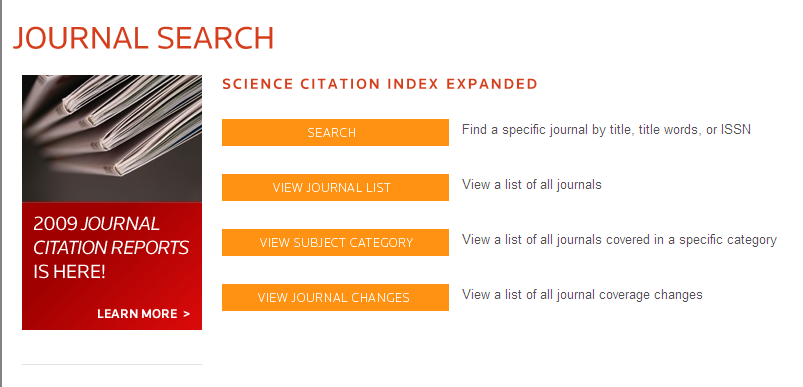 JOURNAL SEARCH
SCIENCE CITATION INDEX EXPANDED
SEARCH
Find a specific journal by title, title words, or ISSN
VIEW JOURNAL LIST
View a list of all journals
VIEW SUBJECT CATEGORY
View a list of all journals covered in a specific category
VIEW JOURNAL CHANGES
View a list of all journal coverage changes
2009 JOURNAL
CITATION REPORTS
IS HERE!
LEARN MORE >